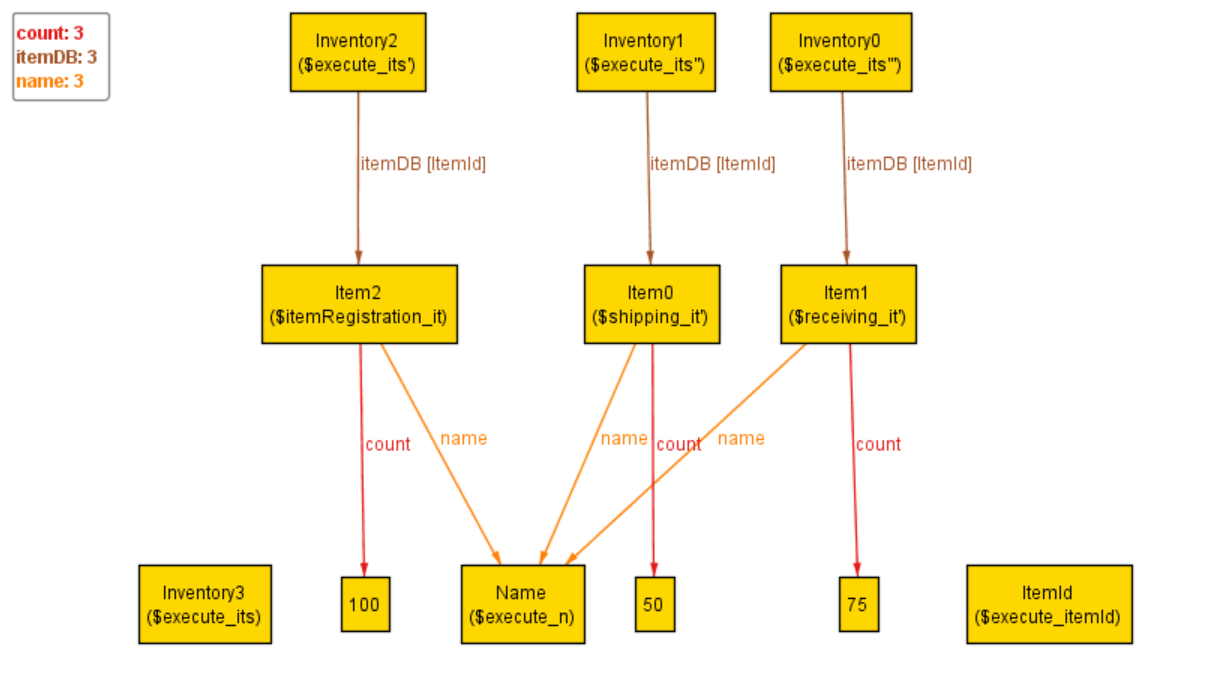 count: 3
itemDB: 3
name: 3
Inventory2
($execute_its')
Inventory1
($execute_its'')
Inventory0
($execute_its''')
itemDB [ItemId]
itemDB [ItemId]
itemDB [ItemId]
Item2
($itemRegistration_it)
Item0
($shipping_it')
Item1
($receiving_it')
count
name
name
count
name
count
Inventory3
($execute_its)
100
Name
($execute_n)
50
75
ItemId
($execute_itemId)